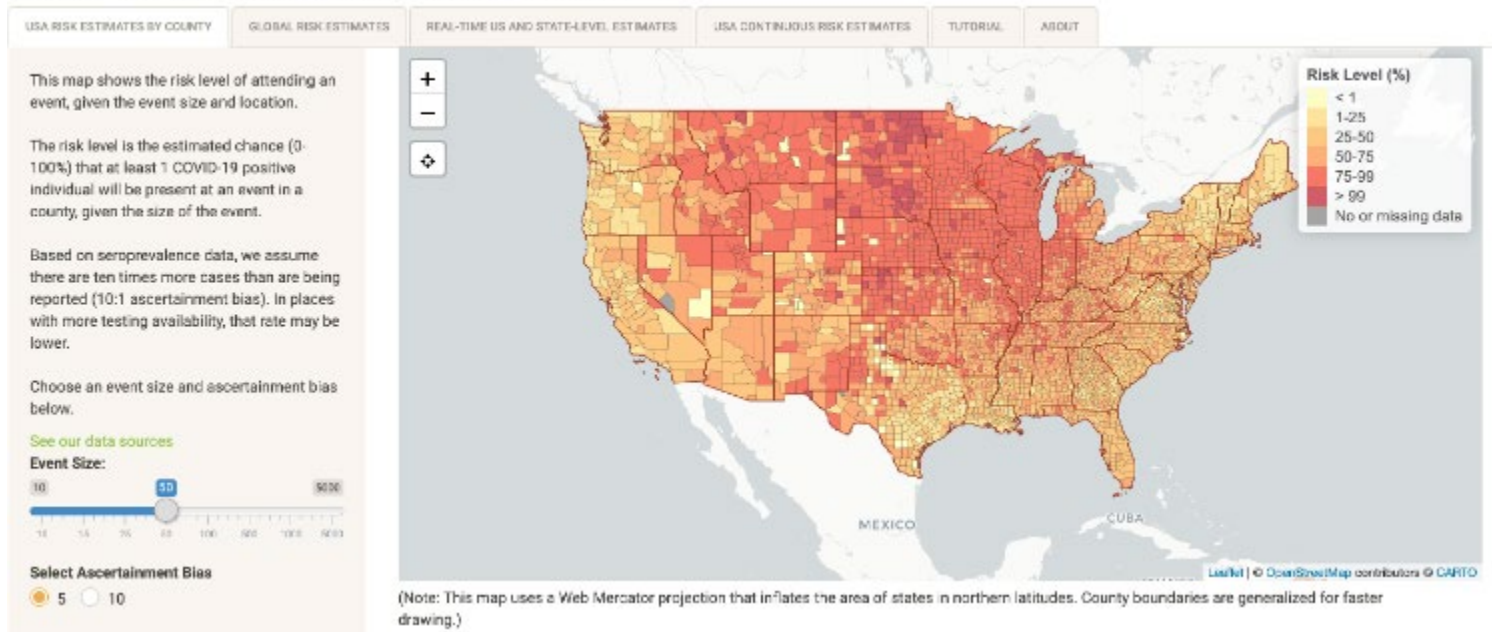 USA RISK ESTIMATES BY COUNTY
GLOBAL RISK ESTIMATES
REAL-TIME US AND STATE-LEVEL ESTIMATES
USA CONTINUOUS RISK ESTIMATES
TUTORIAL
ABOUT
This map shows the risk level of attending an
event, given the event size and location.
The risk level is the estimated chance (0-
100%) that at least 1 COVID-19 positive
individual will be present at an event in a
county, given the size of the event.
Based on seroprevalence data, we assume
there are ten times more cases than are being
reported (10:1 ascertainment bias). In places
with more testing availability, that rate may be
lower.
Choose an event size and ascertainment bias
below.
See our data sources
Event Size:
10
50
5000
10 15 25 50 100 500 1000 5000
Select Ascertainment Bias
5 10
+
−
Risk Level (%)
< 1
1-25
25-50
50-75
75-99
> 99
No or missing data
MEXICO
CUBA
Leaflet | © OpenStreetMap contributors © CARTO
(Note: This map uses a Web Mercator projection that inflates the area of states in northern latitudes. County boundaries are generalized for faster
drawing.)